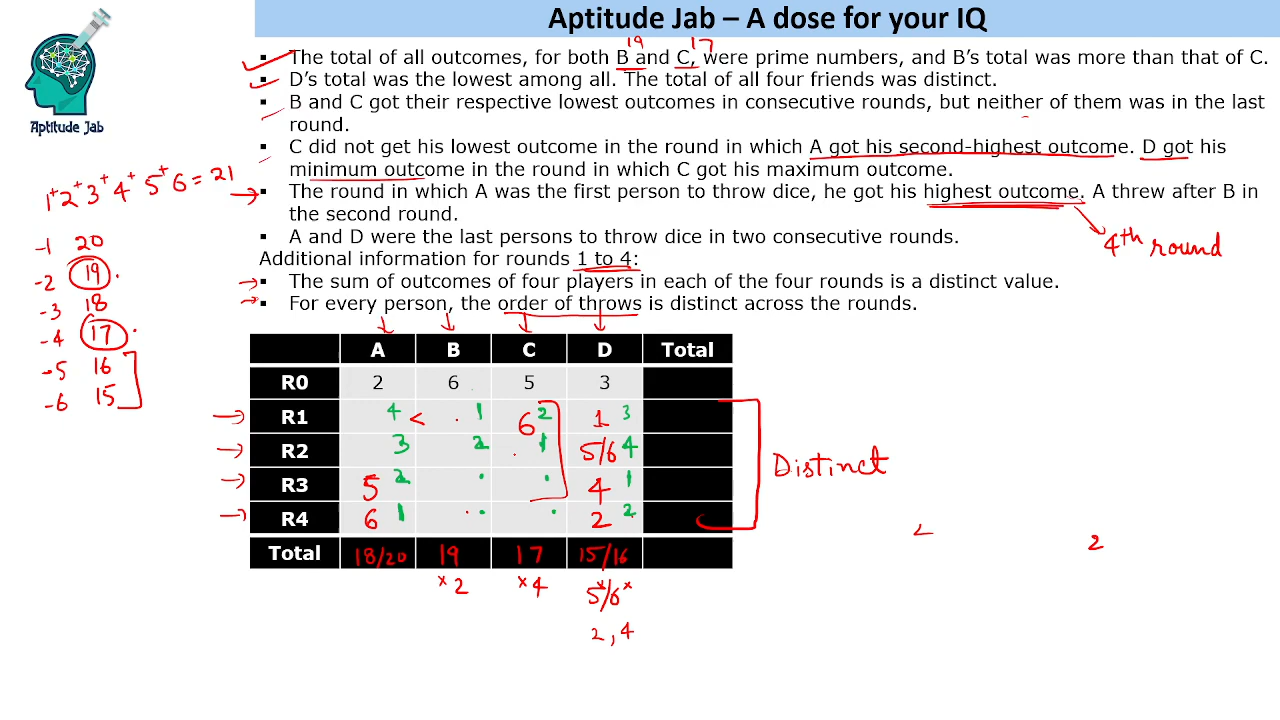 Aptitude Jab – A dose for your IQ
Aptitude Jab
19 17
▪ The total of all outcomes, for both B and C, were prime numbers, and B's total was more than that of C.
▪ D's total was the lowest among all. The total of all four friends was distinct.
▪ B and C got their respective lowest outcomes in consecutive rounds, but neither of them was in the last
round.
▪ C did not get his lowest outcome in the round in which A got his second-highest outcome. D got his
minimum outcome in the round in which C got his maximum outcome.
▪ The round in which A was the first person to throw dice, he got his highest outcome. A threw after B in
the second round.
▪ A and D were the last persons to throw dice in two consecutive rounds.
Additional information for rounds 1 to 4:
▪ The sum of outcomes of four players in each of the four rounds is a distinct value.
▪ For every person, the order of throws is distinct across the rounds.
4th round
1+2+3+4+5+6=21
-1 20
-2 19
-3 18
-4 17
-5 16
-6 15
A B C D Total
R0 2 6 5 3
R1 4 < 1 6 2 1 3
R2 3 2 1 5/6 4
R3 5 2 4 1
R4 6 1 2 2
Total 18/20 19 17 15/16
x2 x4 5/6
2,4
Distinct
2